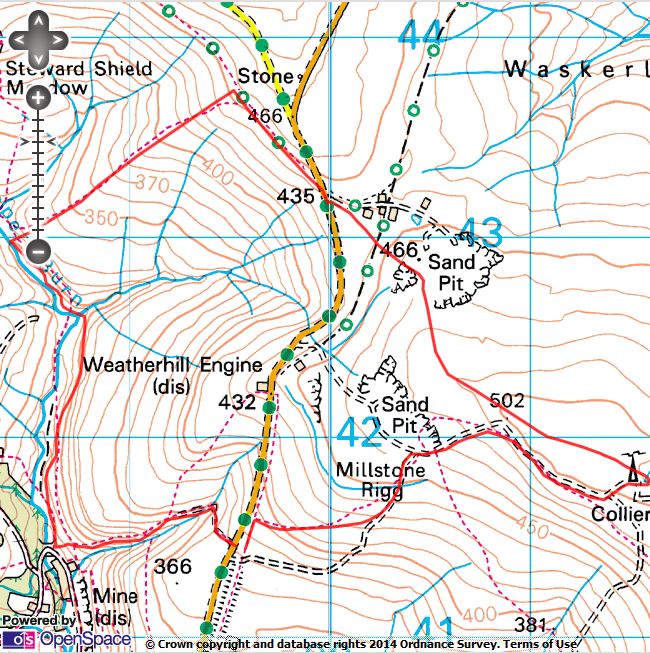 44
Steward Shield
Meadow
Stone
Waskerl
466
400
370
435
350
43
466
Sand
Pit
Weatherhill Engine
(dis)
432
502
Sand
Pit
42
Millstone
Rigg
Collier
450
366
Mine
(dis)
400
381
41
Powered by
OS OpenSpace
© Crown copyright and database rights 2014 Ordnance Survey. Terms of Use